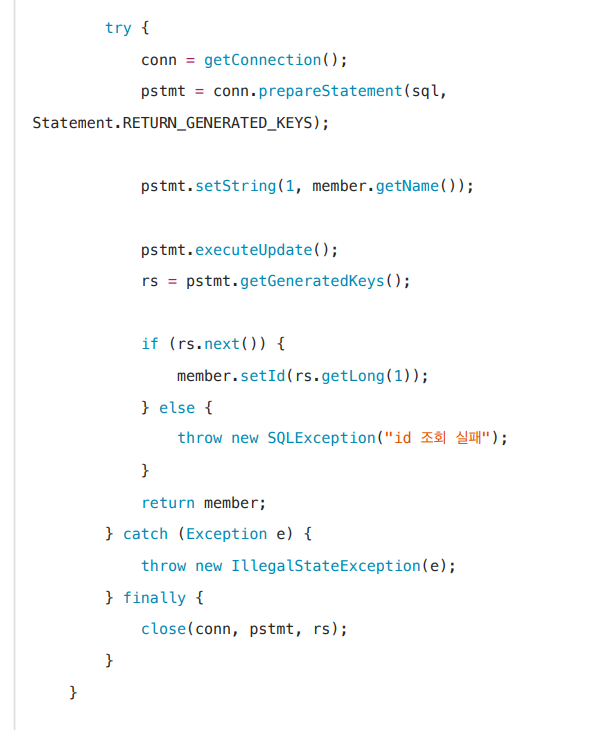 try {
conn = getConnection();
pstmt = conn.prepareStatement(sql,
Statement.RETURN_GENERATED_KEYS);
pstmt.setString(1, member.getName());
pstmt.executeUpdate();
rs = pstmt.getGeneratedKeys();
if (rs.next()) {
member.setId(rs.getLong(1));
} else {
throw new SQLException("id 조회 실패");
}
return member;
} catch (Exception e) {
throw new IllegalStateException(e);
} finally {
close(conn, pstmt, rs);
}
}